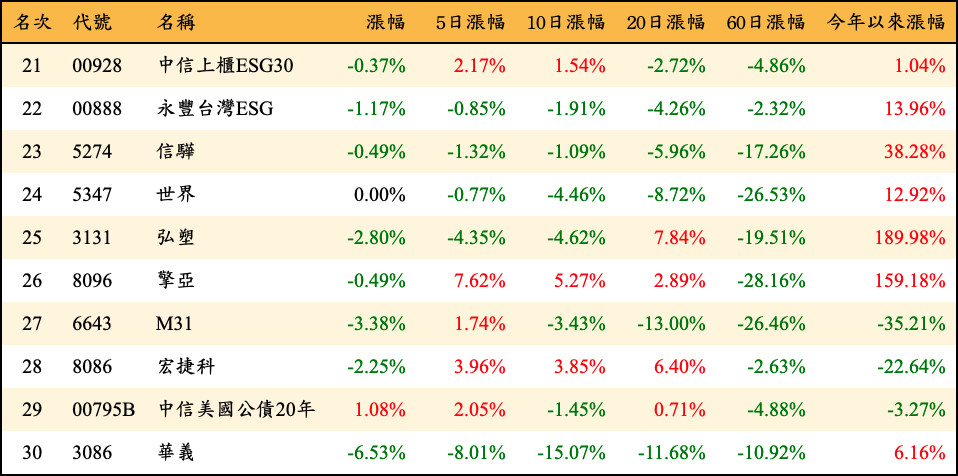 名次 代號 名稱 漲幅 5日漲幅 10日漲幅 20日漲幅 60日漲幅 今年以來漲幅
21 00928 中信上櫃ESG30 -0.37% 2.17% 1.54% -2.72% -4.86% 1.04%
22 00888 永豐台灣ESG -1.17% -0.85% -1.91% -4.26% -2.32% 13.96%
23 5274 信驊 -0.49% -1.32% -1.09% -5.96% -17.26% 38.28%
24 5347 世界 0.00% -0.77% -4.46% -8.72% -26.53% 12.92%
25 3131 弘塑 -2.80% -4.35% -4.62% 7.84% -19.51% 189.98%
26 8096 擎亞 -0.49% 7.62% 5.27% 2.89% -28.16% 159.18%
27 6643 M31 -3.38% 1.74% -3.43% -13.00% -26.46% -35.21%
28 8086 宏捷科 -2.25% 3.96% 3.85% 6.40% -2.63% -22.64%
29 00795B 中信美國公債20年 1.08% 2.05% -1.45% 0.71% -4.88% -3.27%
30 3086 華義 -6.53% -8.01% -15.07% -11.68% -10.92% 6.16%